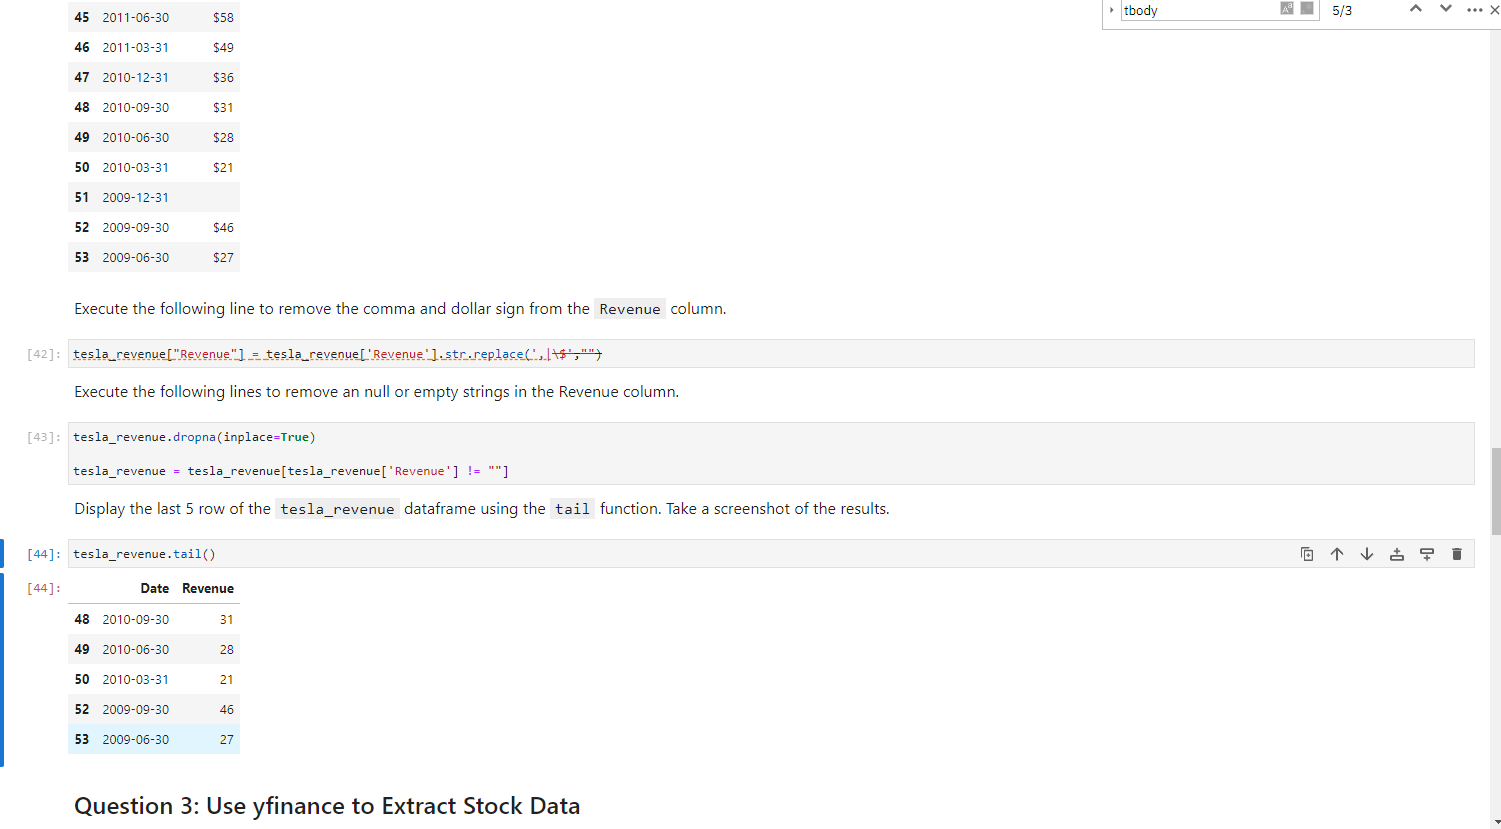 tbody 5/3
45 2011-06-30 $58
46 2011-03-31 $49
47 2010-12-31 $36
48 2010-09-30 $31
49 2010-06-30 $28
50 2010-03-31 $21
51 2009-12-31
52 2009-09-30 $46
53 2009-06-30 $27
Execute the following line to remove the comma and dollar sign from the Revenue column.
[42]: tesla_revenue["Revenue"] = tesla_revenue['Revenue'].str.replace(',|\$',"")
Execute the following lines to remove an null or empty strings in the Revenue column.
[43]: tesla_revenue.dropna(inplace=True)
tesla_revenue = tesla_revenue[tesla_revenue['Revenue'] != ""]
Display the last 5 row of the tesla_revenue dataframe using the tail function. Take a screenshot of the results.
[44]: tesla_revenue.tail()
[44]: Date Revenue
48 2010-09-30 31
49 2010-06-30 28
50 2010-03-31 21
52 2009-09-30 46
53 2009-06-30 27
Question 3: Use yfinance to Extract Stock Data